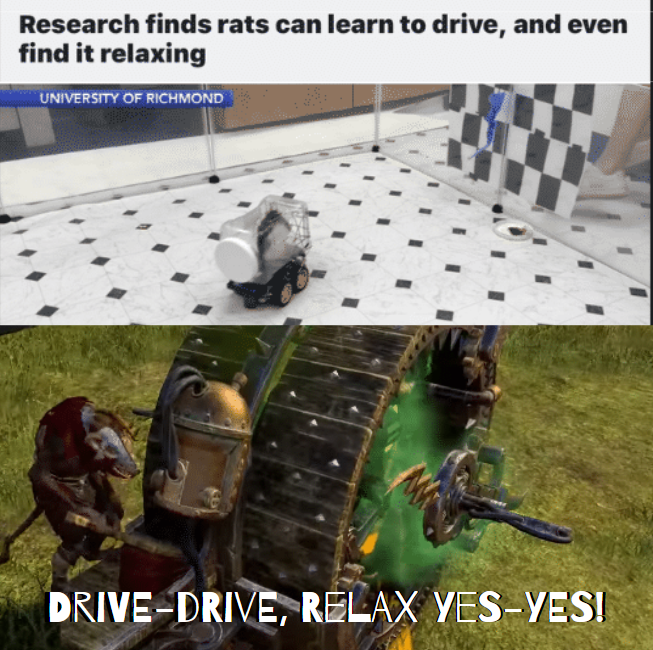 Research finds rats can learn to drive, and even
find it relaxing
UNIVERSITY OF RICHMOND
DRIVE-DRIVE, RELAX YES-YES!